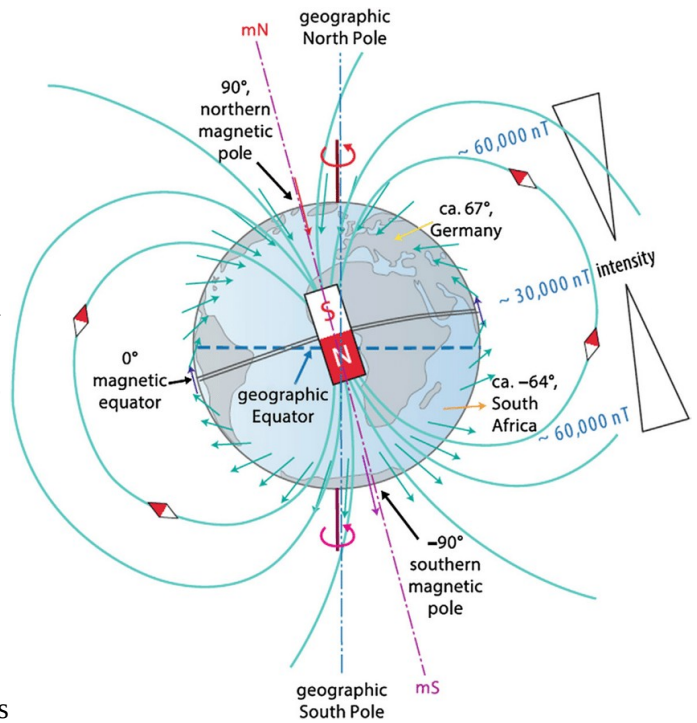 mN
geographic
North Pole
90°,
northern
magnetic
pole
~ 60,000 nT
ca. 67°,
Germany
S
N
~ 30,000 nT
intensity
0°
magnetic
equator
geographic
Equator
ca. –64°,
South
Africa
~ 60,000 nT
–90°
southern
magnetic
pole
geographic
South Pole
mS
s